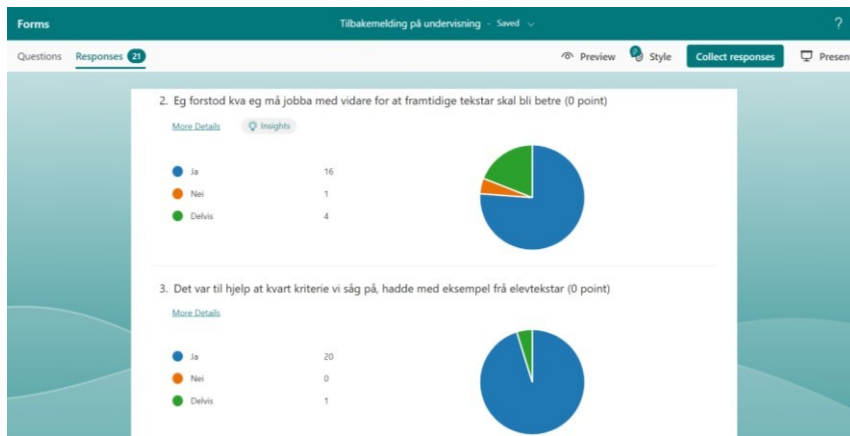 Forms
Tilbakemelding på undervisning - Saved
?
Questions Responses 21
Preview Style Collect responses Presen
2. Eg forstod kva eg må jobba med vidare for at framtidige tekstar skal bli betre (0 point)
More Details Insights
Ja 16
Nei 1
Delvis 4
3. Det var til hjelp at kvart kriterie vi såg på, hadde med eksempel frå elevtekstar (0 point)
More Details
Ja 20
Nei 0
Delvis 1